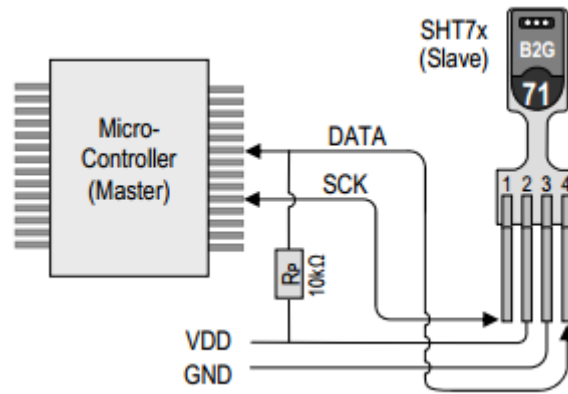 SHT7x
(Slave)
B2G
71
Micro-
Controller
(Master)
DATA
SCK
1 2 3 4
RP
10kΩ
VDD
GND